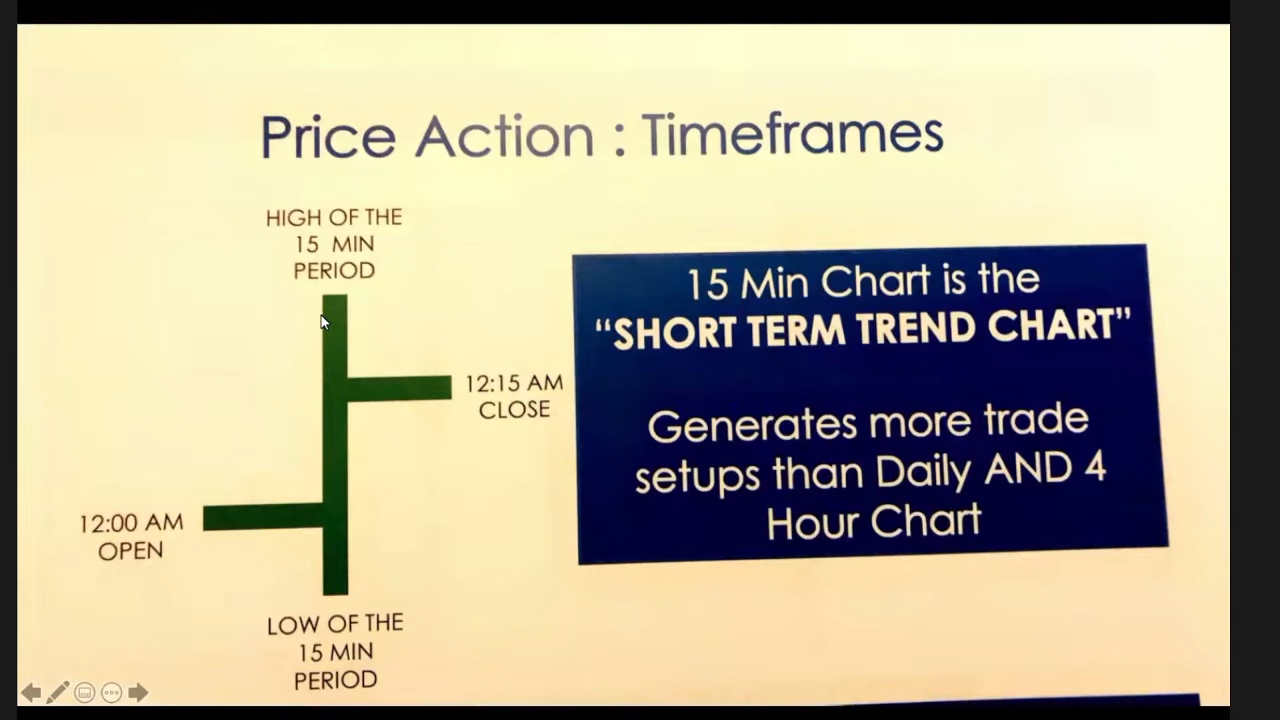 Price Action : Timeframes
HIGH OF THE
15 MIN
PERIOD
15 Min Chart is the
“SHORT TERM TREND CHART”
12:15 AM
CLOSE
Generates more trade
setups than Daily AND 4
Hour Chart
12:00 AM
OPEN
LOW OF THE
15 MIN
PERIOD